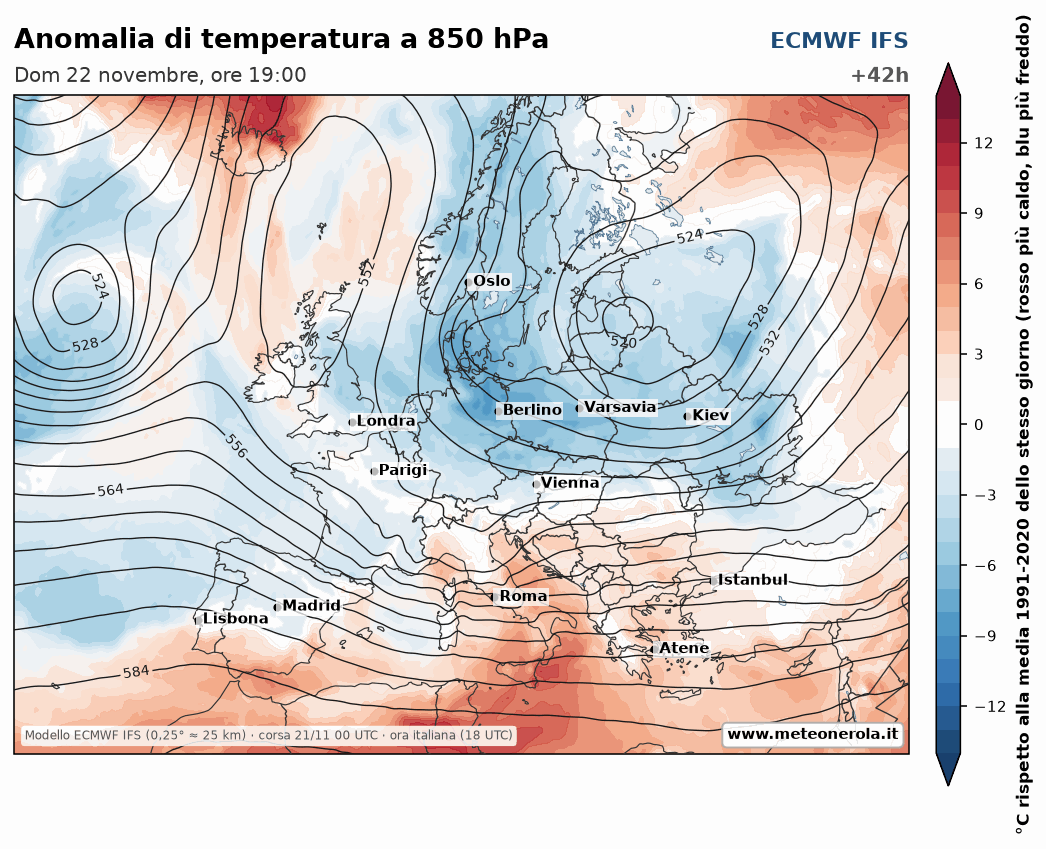 Anomalia di temperatura a 850 hPa
ECMWF IFS
Dom 22 novembre, ore 19:00
+42h
524
528
552
524
520
528
532
556
564
584
Oslo
Berlino
Varsavia
Kiev
Londra
Parigi
Vienna
Istanbul
Roma
Madrid
Lisbona
Atene
Modello ECMWF IFS (0,25° ≈ 25 km) · corsa 21/11 00 UTC · ora italiana (18 UTC)
www.meteonerola.it
12
9
6
3
0
−3
−6
−9
−12
°C rispetto alla media 1991-2020 dello stesso giorno (rosso più caldo, blu più freddo)